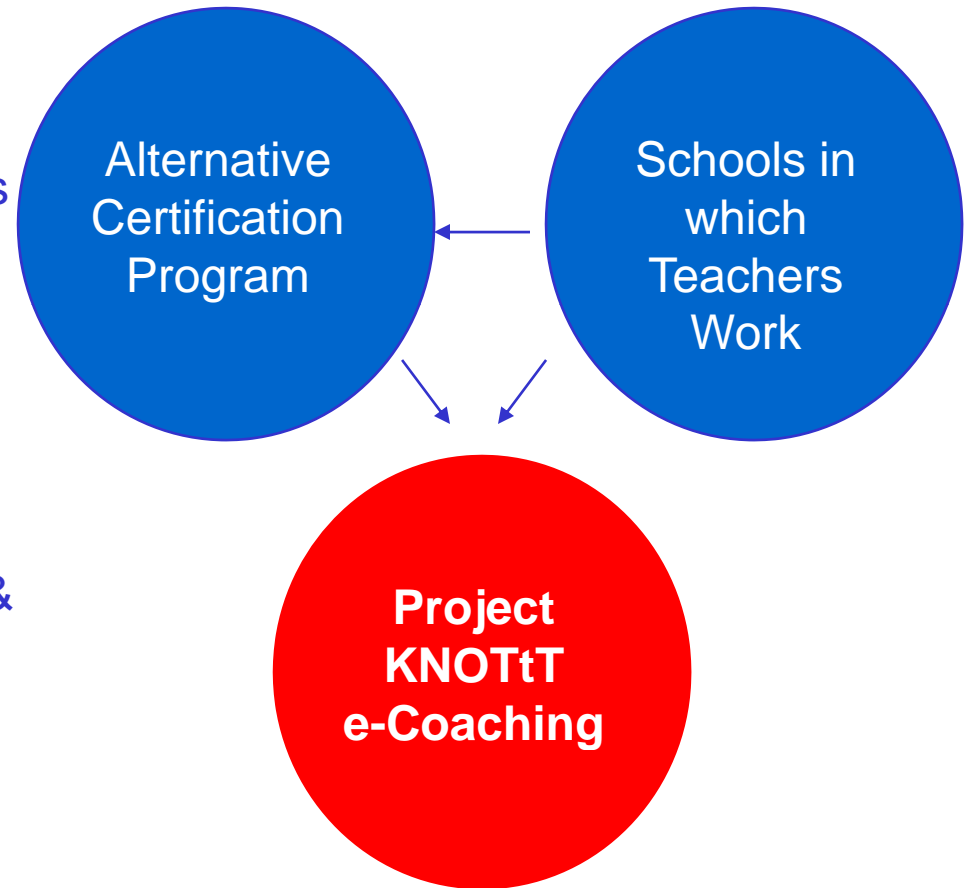 Alternative
Certification
Program
Schools in
which
Teachers
Work
s
&
Project
KNOTtT
e-Coaching